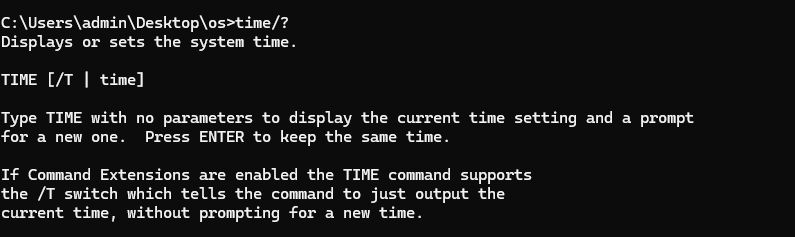 C:\Users\admin\Desktop\os>time/?
Displays or sets the system time.
TIME [/T | time]
Type TIME with no parameters to display the current time setting and a prompt
for a new one.  Press ENTER to keep the same time.
If Command Extensions are enabled the TIME command supports
the /T switch which tells the command to just output the
current time, without prompting for a new time.